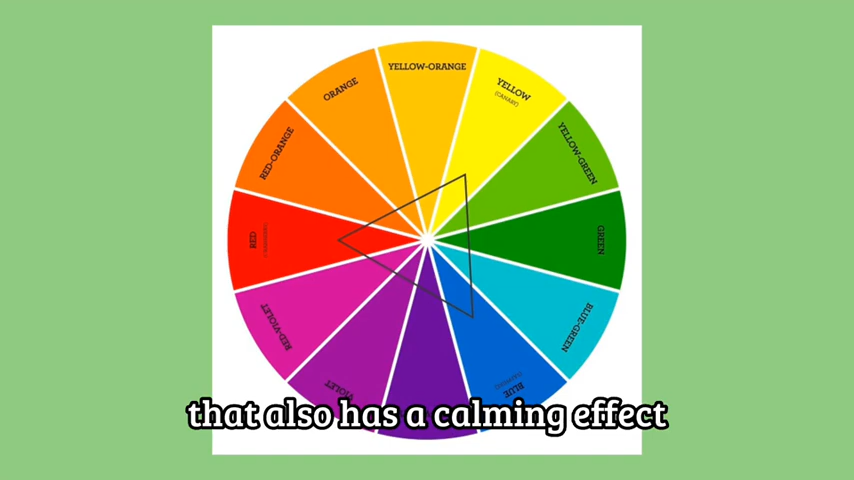 YELLOW-ORANGE
ORANGE
YELLOW
(CANARY)
RED-ORANGE
YELLOW-GREEN
RED
GREEN
RED-VIOLET
BLUE-GREEN
VIOLET
BLUE
that also has a calming effect